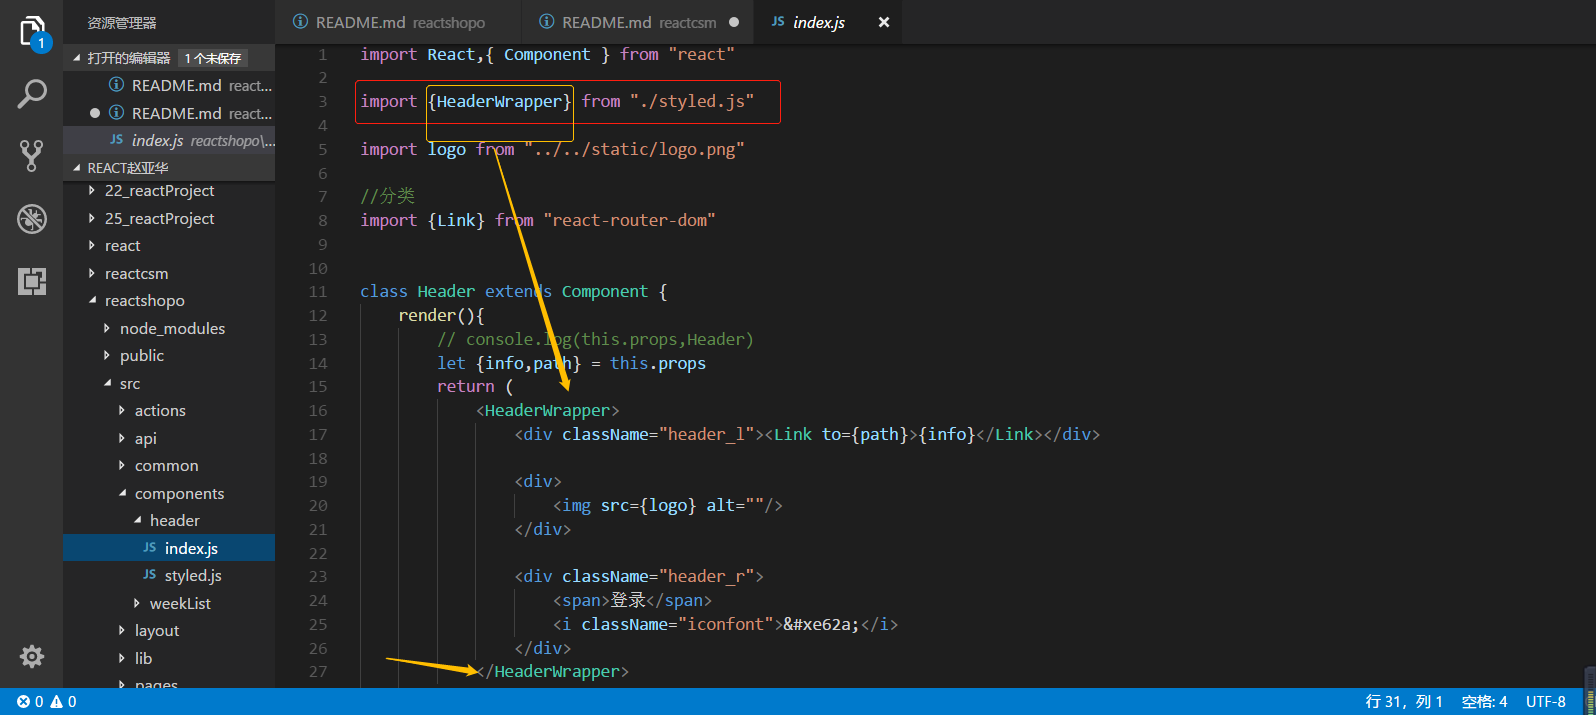 资源管理器
README.md reactshopo
README.md reactcsm
JS index.js
1
打开的编辑器 1 个未保存
README.md react...
README.md react...
JS index.js reactshopo\...
REACT赵亚华
22_reactProject
25_reactProject
react
reactcsm
reactshopo
node_modules
public
src
actions
api
common
components
header
JS index.js
JS styled.js
weekList
layout
lib
pages
1 import React,{ Component } from "react"
2
3 import {HeaderWrapper} from "./styled.js"
4
5 import logo from "../../static/logo.png"
6
7 //分类
8 import {Link} from "react-router-dom"
9
10
11 class Header extends Component {
12 render(){
13 // console.log(this.props,Header)
14 let {info,path} = this.props
15 return (
16 <HeaderWrapper>
17 <div className="header_l"><Link to={path}>{info}</Link></div>
18
19 <div>
20 <img src={logo} alt=""/>
21 </div>
22
23 <div className="header_r">
24 <span>登录</span>
25 <i className="iconfont">&#xe62a;</i>
26 </div>
27 </HeaderWrapper>
0 0
行 31，列 1 空格: 4 UTF-8